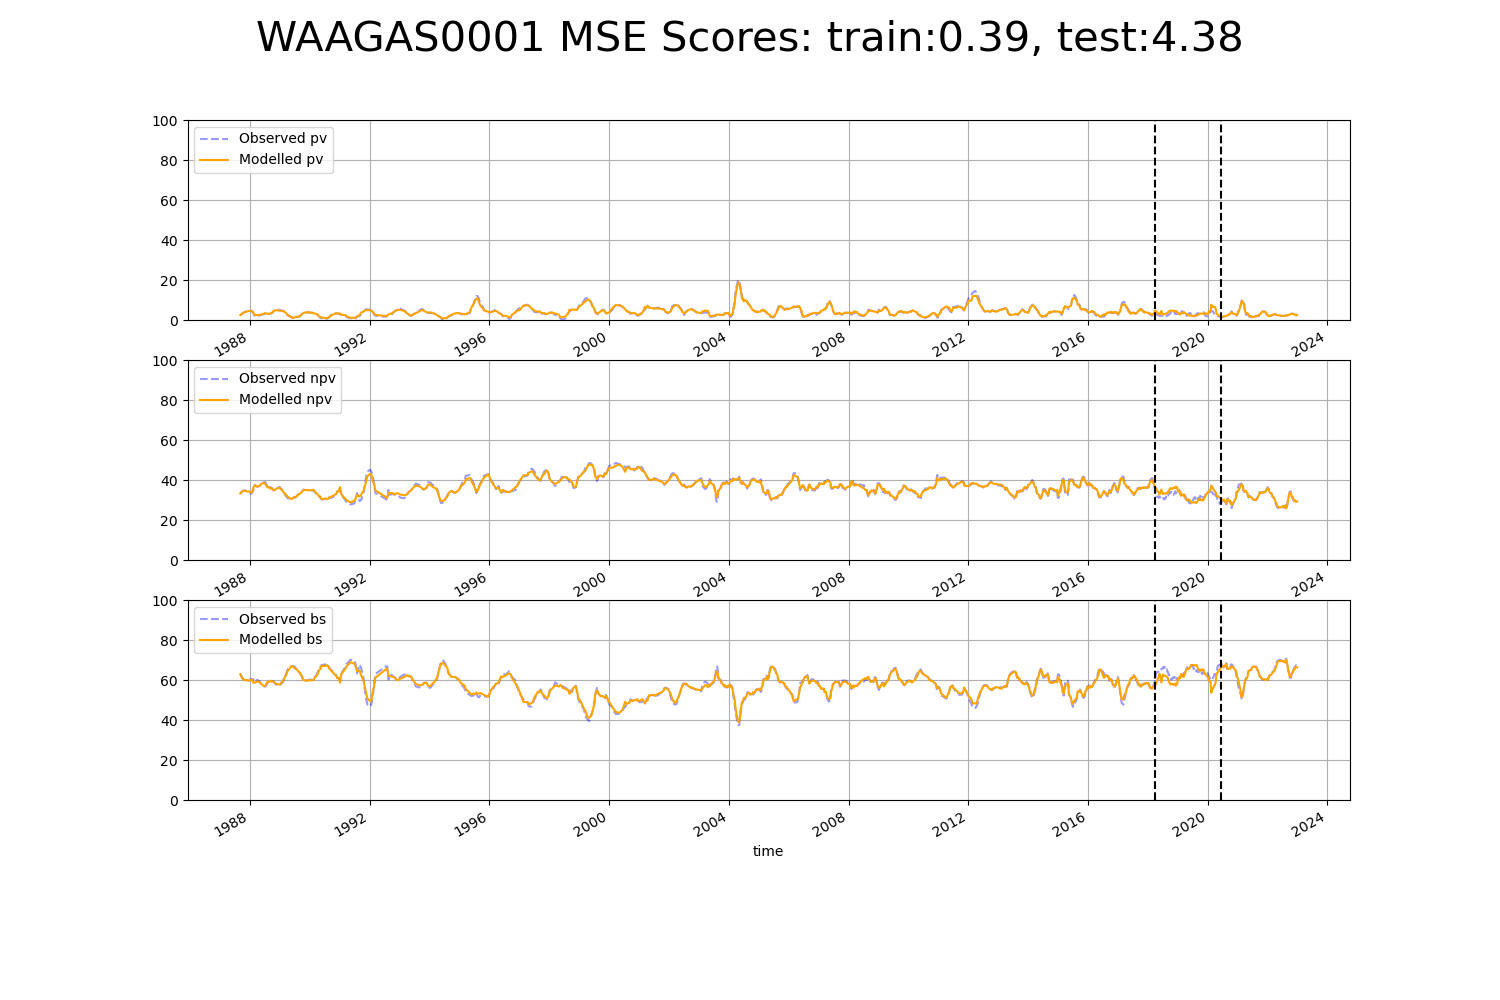 WAAGAS0001 MSE Scores: train:0.39, test:4.38
100
80
60
40
20
0
Observed pv
Modelled pv
1988 1992 1996 2000 2004 2008 2012 2016 2020 2024
100
80
60
40
20
0
Observed npv
Modelled npv
1988 1992 1996 2000 2004 2008 2012 2016 2020 2024
100
80
60
40
20
0
Observed bs
Modelled bs
1988 1992 1996 2000 2004 2008 2012 2016 2020 2024
time